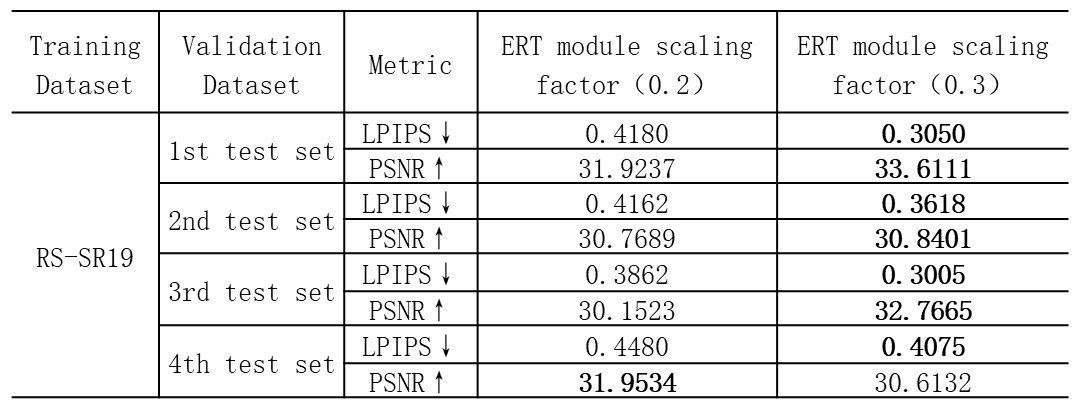 Training Dataset Validation Dataset Metric ERT module scaling factor（0.2） ERT module scaling factor（0.3）
RS-SR19 1st test set LPIPS↓ 0.4180 0.3050
PSNR↑ 31.9237 33.6111
2nd test set LPIPS↓ 0.4162 0.3618
PSNR↑ 30.7689 30.8401
3rd test set LPIPS↓ 0.3862 0.3005
PSNR↑ 30.1523 32.7665
4th test set LPIPS↓ 0.4480 0.4075
PSNR↑ 31.9534 30.6132